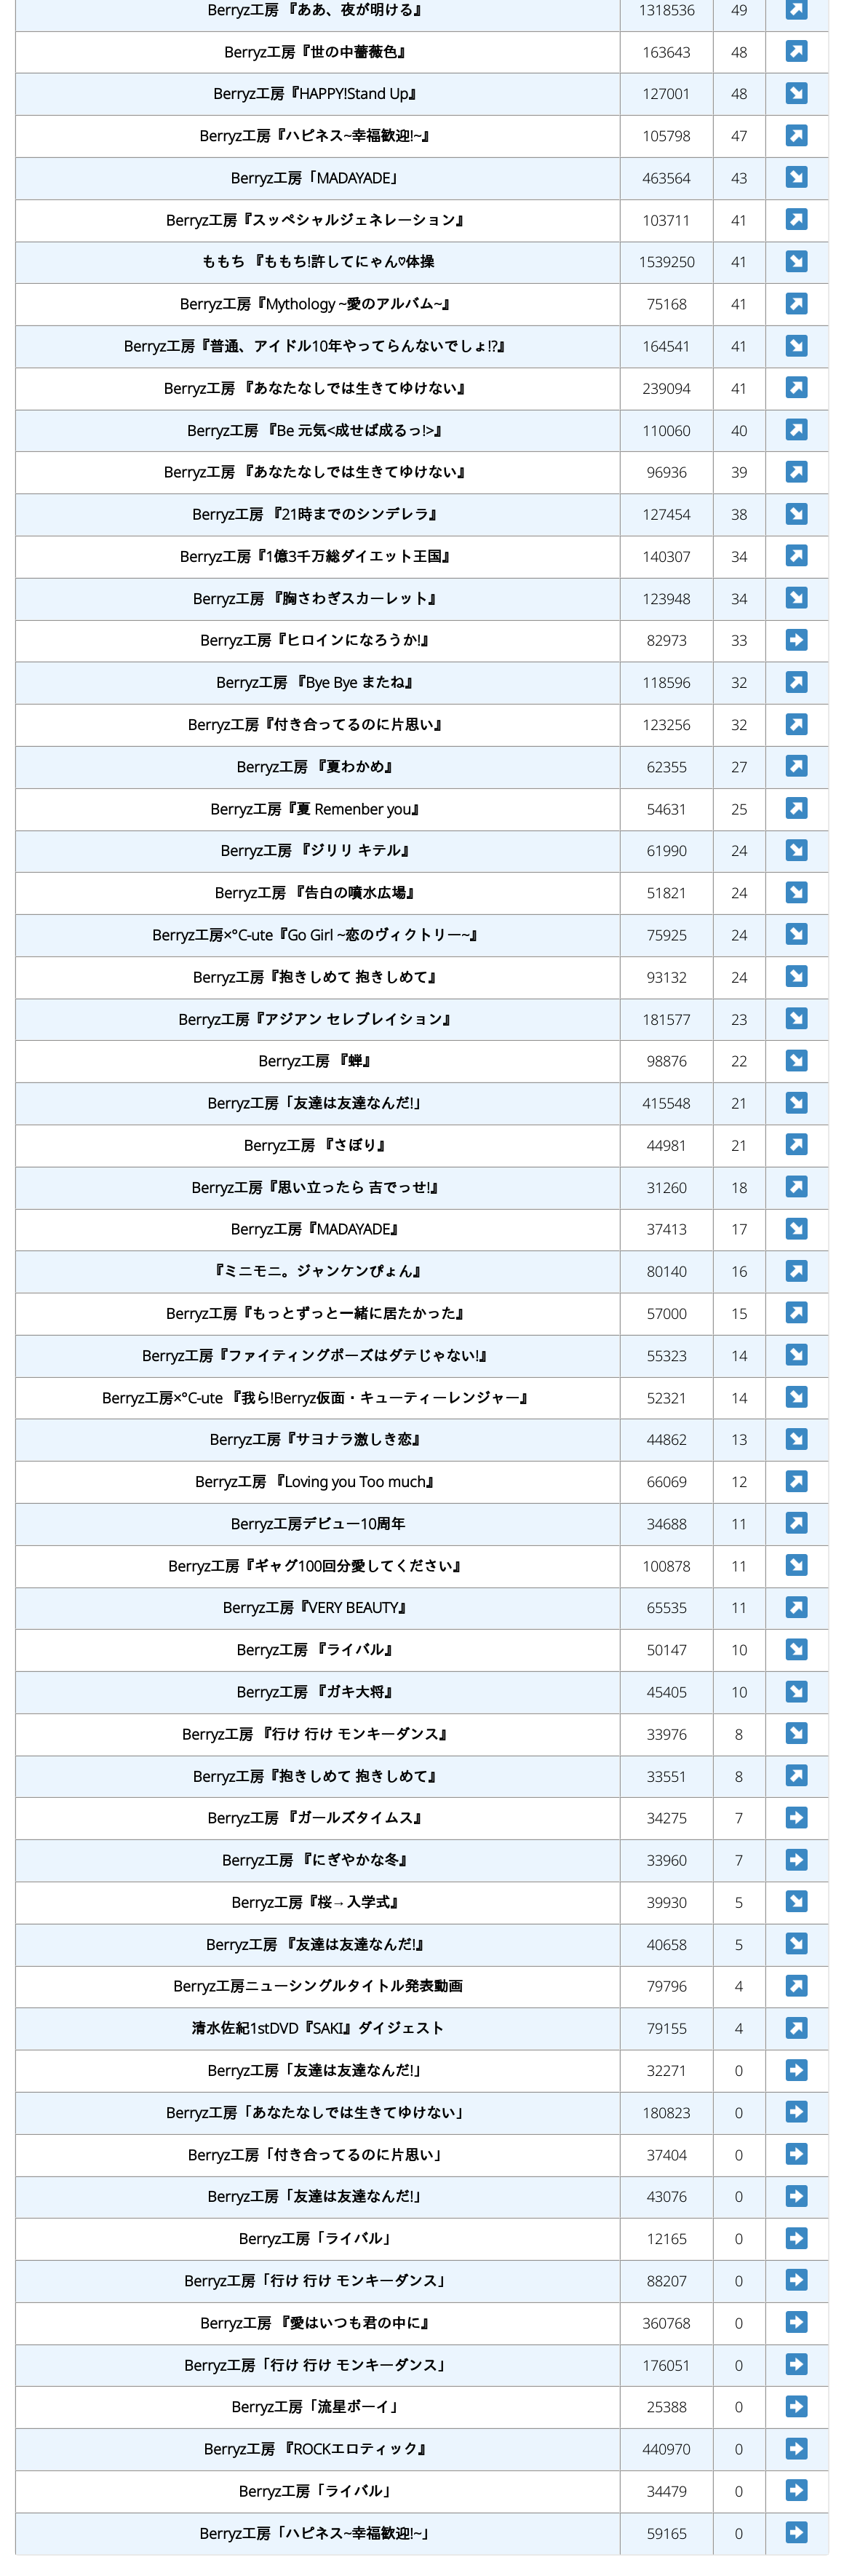 Berryz工房 『ああ、夜が明ける』 1318536 49 ↗
Berryz工房『世の中薔薇色』 163643 48 ↗
Berryz工房『HAPPY!Stand Up』 127001 48 ↘
Berryz工房『ハピネス~幸福歓迎!~』 105798 47 ↗
Berryz工房「MADAYADE」 463564 43 ↘
Berryz工房『スッペシャルジェネレーション』 103711 41 ↗
ももち 『ももち!許してにゃん♡体操 1539250 41 ↘
Berryz工房『Mythology ~愛のアルバム~』 75168 41 ↗
Berryz工房『普通、アイドル10年やってらんないでしょ!?』 164541 41 ↘
Berryz工房 『あなたなしでは生きてゆけない』 239094 41 ↗
Berryz工房 『Be 元気<成せば成るっ!>』 110060 40 ↗
Berryz工房 『あなたなしでは生きてゆけない』 96936 39 ↗
Berryz工房 『21時までのシンデレラ』 127454 38 ↘
Berryz工房『1億3千万総ダイエット王国』 140307 34 ↗
Berryz工房 『胸さわぎスカーレット』 123948 34 ↘
Berryz工房『ヒロインになろうか!』 82973 33 ➡
Berryz工房 『Bye Bye またね』 118596 32 ↗
Berryz工房『付き合ってるのに片思い』 123256 32 ↗
Berryz工房 『夏わかめ』 62355 27 ↗
Berryz工房『夏 Remenber you』 54631 25 ↗
Berryz工房 『ジリリ キテル』 61990 24 ↘
Berryz工房 『告白の噴水広場』 51821 24 ↘
Berryz工房×°C-ute『Go Girl ~恋のヴィクトリー~』 75925 24 ↘
Berryz工房『抱きしめて 抱きしめて』 93132 24 ↘
Berryz工房『アジアン セレブレイション』 181577 23 ↘
Berryz工房 『蝉』 98876 22 ↘
Berryz工房「友達は友達なんだ!」 415548 21 ↘
Berryz工房 『さぼり』 44981 21 ↗
Berryz工房『思い立ったら 吉でっせ!』 31260 18 ↗
Berryz工房『MADAYADE』 37413 17 ↘
『ミニモニ。ジャンケンぴょん』 80140 16 ↗
Berryz工房『もっとずっと一緒に居たかった』 57000 15 ↗
Berryz工房『ファイティングポーズはダテじゃない!』 55323 14 ↘
Berryz工房×°C-ute 『我ら!Berryz仮面・キューティーレンジャー』 52321 14 ↘
Berryz工房『サヨナラ激しき恋』 44862 13 ↘
Berryz工房 『Loving you Too much』 66069 12 ↗
Berryz工房デビュー10周年 34688 11 ↗
Berryz工房『ギャグ100回分愛してください』 100878 11 ↘
Berryz工房『VERY BEAUTY』 65535 11 ↗
Berryz工房 『ライバル』 50147 10 ↘
Berryz工房 『ガキ大将』 45405 10 ↘
Berryz工房 『行け 行け モンキーダンス』 33976 8 ↘
Berryz工房『抱きしめて 抱きしめて』 33551 8 ↗
Berryz工房 『ガールズタイムス』 34275 7 ➡
Berryz工房 『にぎやかな冬』 33960 7 ➡
Berryz工房『桜→入学式』 39930 5 ↘
Berryz工房 『友達は友達なんだ!』 40658 5 ↘
Berryz工房ニューシングルタイトル発表動画 79796 4 ↗
清水佐紀1stDVD『SAKI』ダイジェスト 79155 4 ↗
Berryz工房「友達は友達なんだ!」 32271 0 ➡
Berryz工房「あなたなしでは生きてゆけない」 180823 0 ➡
Berryz工房「付き合ってるのに片思い」 37404 0 ➡
Berryz工房「友達は友達なんだ!」 43076 0 ➡
Berryz工房「ライバル」 12165 0 ➡
Berryz工房「行け 行け モンキーダンス」 88207 0 ➡
Berryz工房 『愛はいつも君の中に』 360768 0 ➡
Berryz工房「行け 行け モンキーダンス」 176051 0 ➡
Berryz工房「流星ボーイ」 25388 0 ➡
Berryz工房 『ROCKエロティック』 440970 0 ➡
Berryz工房「ライバル」 34479 0 ➡
Berryz工房「ハピネス~幸福歓迎!~」 59165 0 ➡